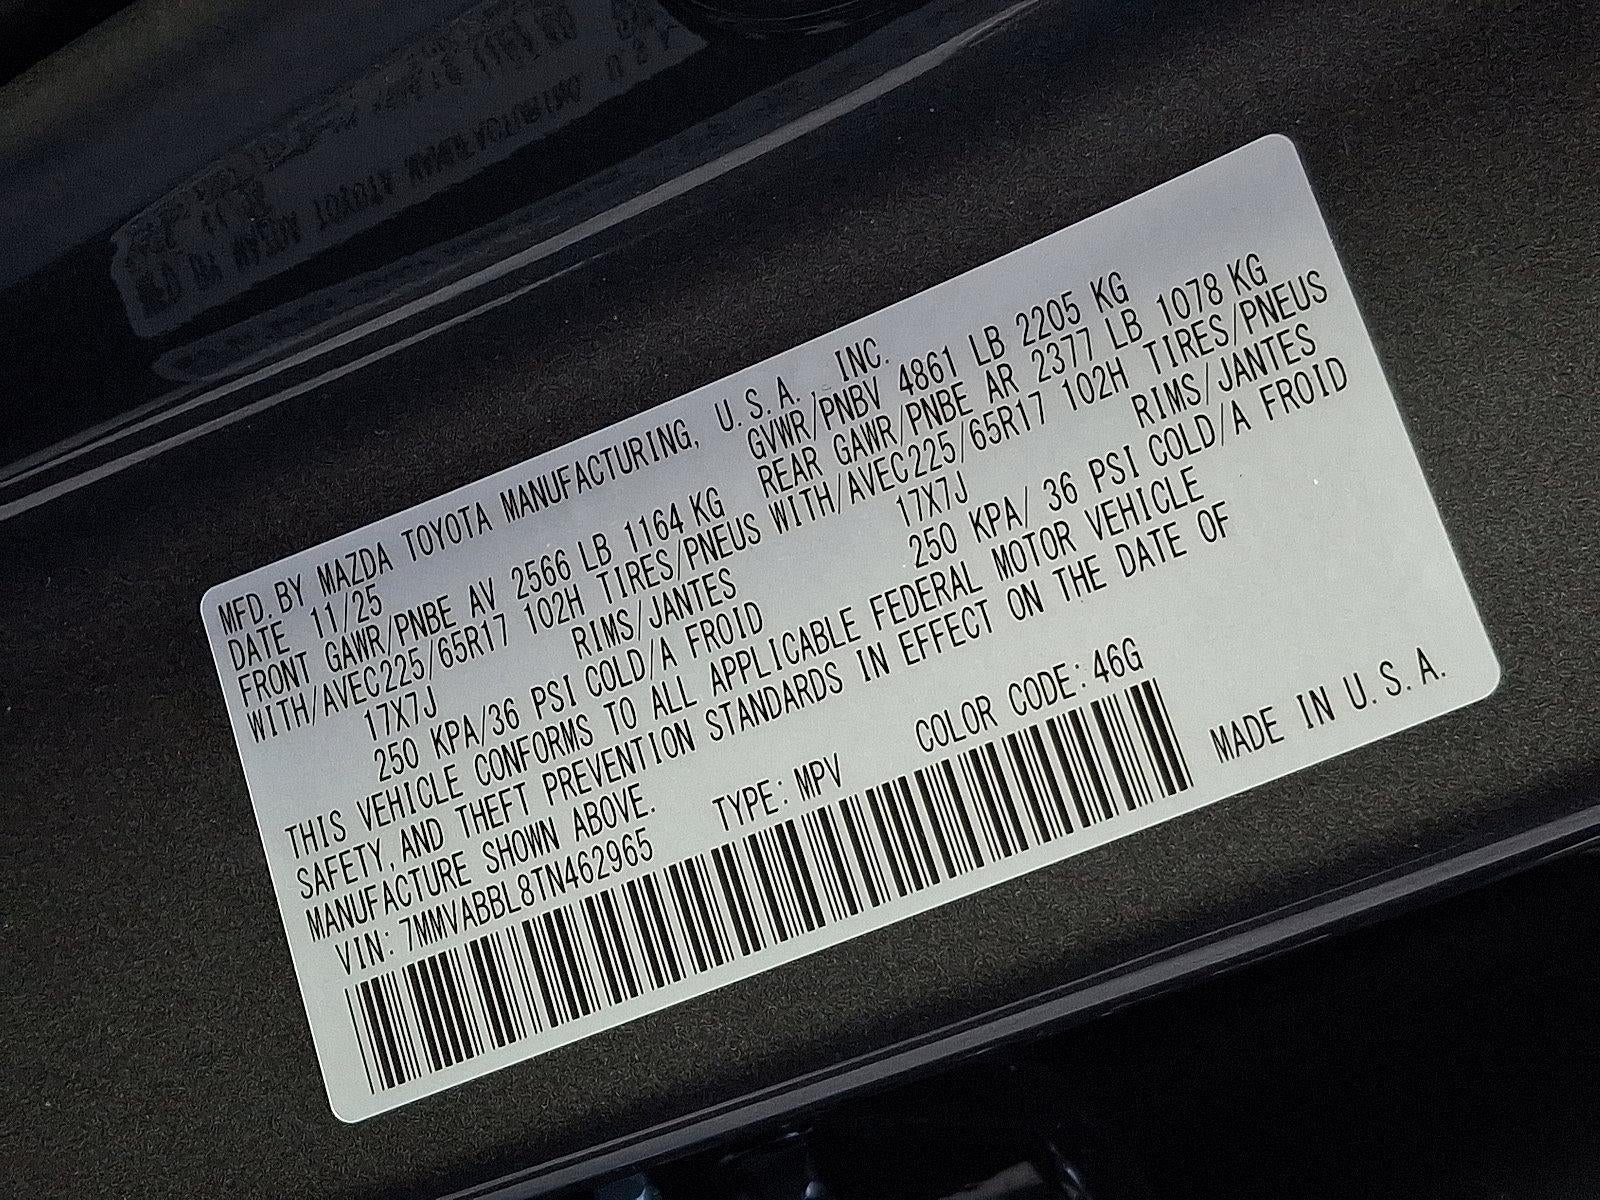 MFD. BY MAZDA TOYOTA MANUFACTURING, U.S.A., INC.
DATE 11/25 GVWR/PNBV 4861 LB 2205 KG
FRONT GAWR/PNBE AV 2566 LB 1164 KG REAR GAWR/PNBE AR 2377 LB 1078 KG
WITH/AVEC225/65R17 102H TIRES/PNEUS WITH/AVEC225/65R17 102H TIRES/PNEUS
17X7J RIMS/JANTES 17X7J RIMS/JANTES
250 KPA/36 PSI COLD/A FROID 250 KPA/ 36 PSI COLD/A FROID
THIS VEHICLE CONFORMS TO ALL APPLICABLE FEDERAL MOTOR VEHICLE
SAFETY, AND THEFT PREVENTION STANDARDS IN EFFECT ON THE DATE OF
MANUFACTURE SHOWN ABOVE.
VIN: 7MMVABBL8TN462965 TYPE: MPV COLOR CODE: 46G
MADE IN U.S.A.